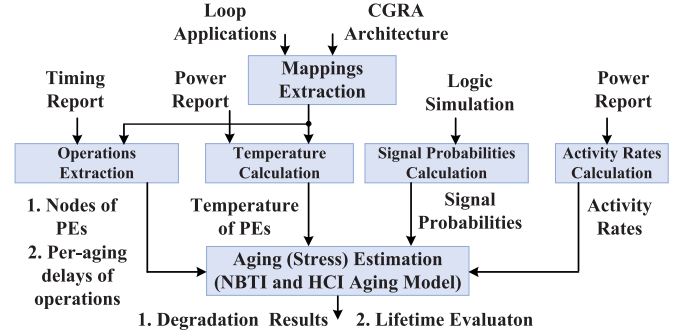 Loop
Applications
CGRA
Architecture
Mappings
Extraction
Timing
Report
Power
Report
Logic
Simulation
Power
Report
Operations
Extraction
Temperature
Calculation
Signal Probabilities
Calculation
Activity Rates
Calculation
1. Nodes of
PEs
2. Per-aging
delays of
operations
Temperature
of PEs
Signal
Probabilities
Activity
Rates
Aging (Stress) Estimation
(NBTI and HCI Aging Model)
1. Degradation Results
2. Lifetime Evaluaton